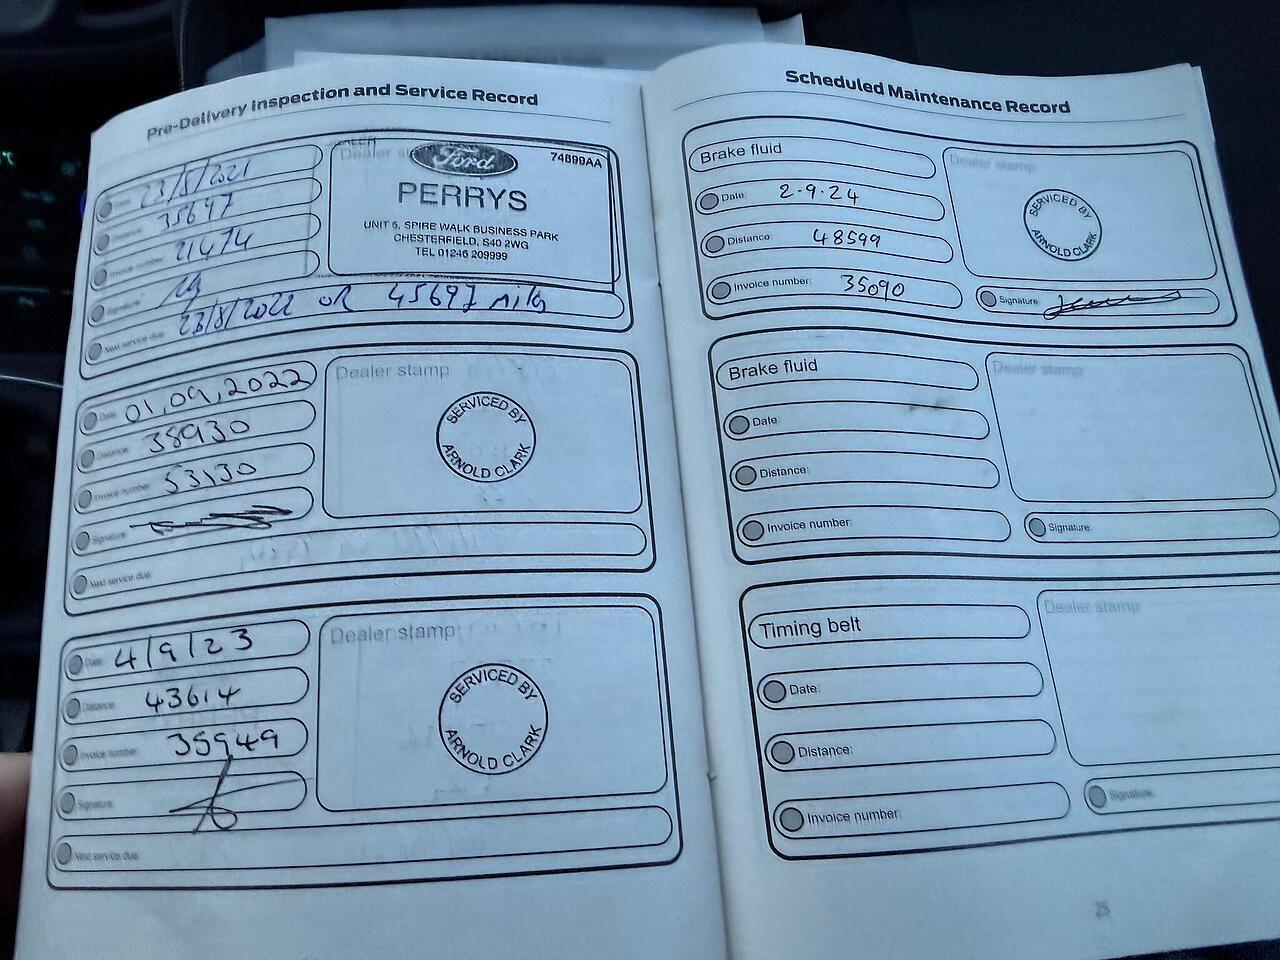 Pre-Delivery Inspection and Service Record
Date: 23/8/2021
Distance: 35697
Invoice number: 21474
Signature:
Next service due: 23/8/2022 OR 45697 miles
Dealer stamp
Ford
74699AA
PERRYS
UNIT 5, SPIRE WALK BUSINESS PARK
CHESTERFIELD, S40 2WG
TEL 01246 209999
Date: 01,09,2022
Distance: 38930
Invoice number: 53130
Signature:
Next service due:
Dealer stamp
SERVICED BY
ARNOLD CLARK
Date: 4/9/23
Distance: 43614
Invoice number: 35949
Signature:
Next service due:
Dealer stamp
SERVICED BY
ARNOLD CLARK
Scheduled Maintenance Record
Brake fluid
Date: 2-9-24
Distance: 48599
Invoice number: 35090
Dealer stamp
SERVICED BY
ARNOLD CLARK
Signature:
Brake fluid
Date:
Distance:
Invoice number:
Dealer stamp
Signature:
Timing belt
Date:
Distance:
Invoice number:
Dealer stamp
Signature:
25